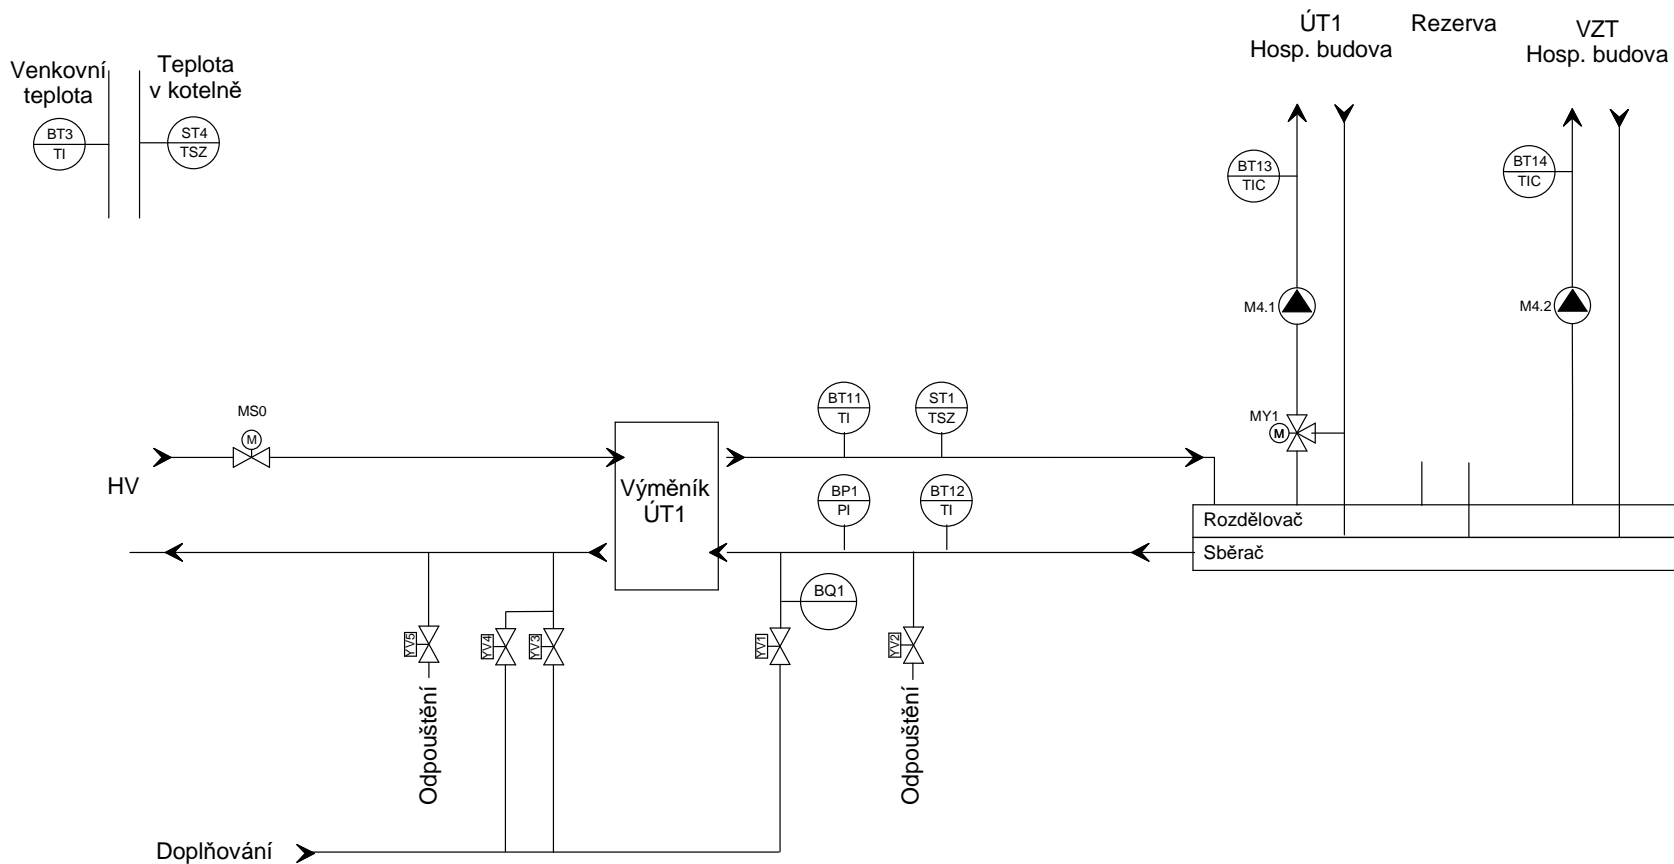 ÚT1
Hosp. budova
Rezerva
VZT
Hosp. budova
Venkovní
teplota
Teplota
v kotelně
BT3
TI
ST4
TSZ
BT13
TIC
BT14
TIC
M4.1
M4.2
MS0
M
BT11
TI
ST1
TSZ
MY1
M
HV
Výměník
ÚT1
BP1
PI
BT12
TI
Rozdělovač
Sběrač
BQ1
YV5
YV4
YV3
YV1
YV2
Odpouštění
Odpouštění
Doplňování